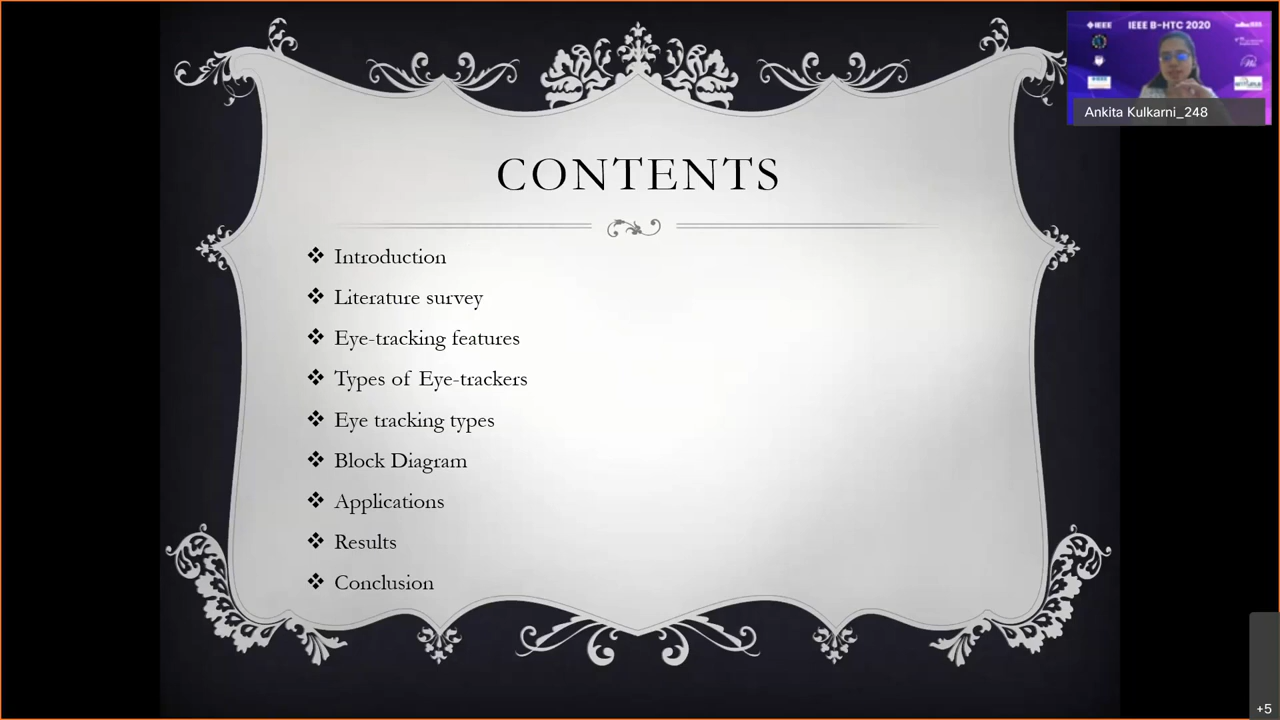 CONTENTS
Introduction
Literature survey
Eye-tracking features
Types of Eye-trackers
Eye tracking types
Block Diagram
Applications
Results
Conclusion
IEEE
IEEE B-HTC 2020
Ankita Kulkarni_248
+5